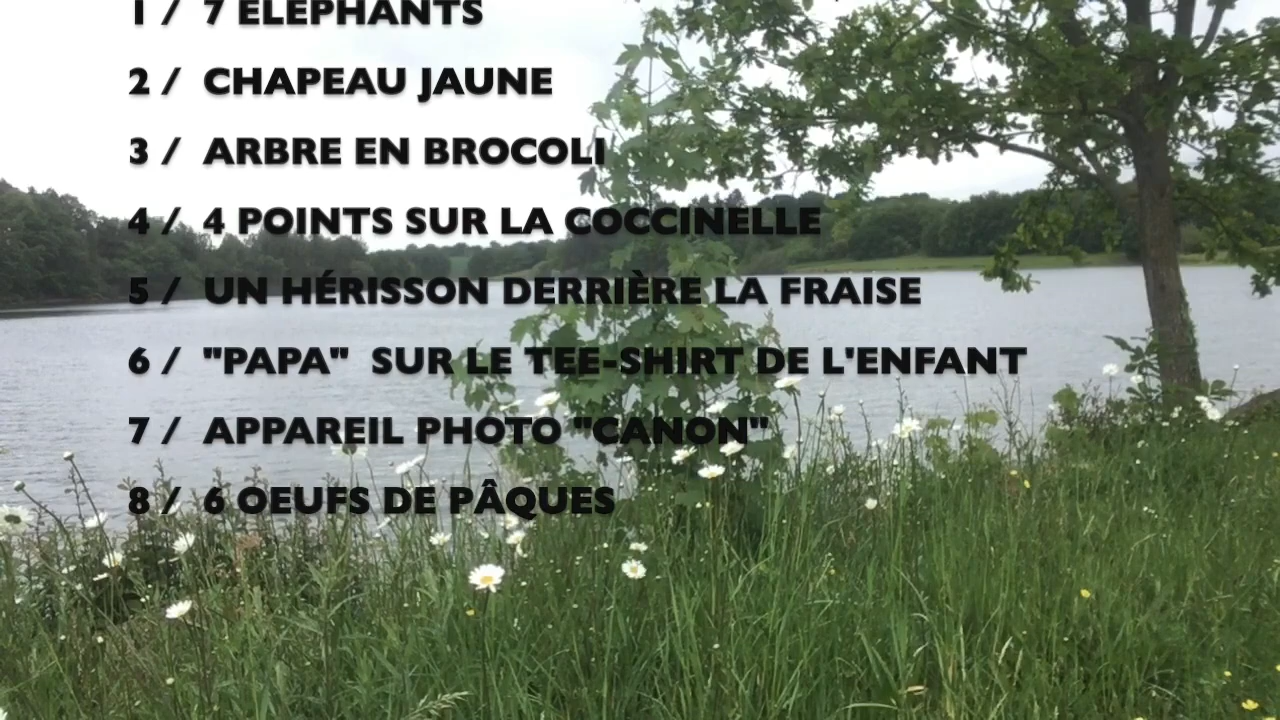 1 / 7 ELEPHANTS
2 / CHAPEAU JAUNE
3 / ARBRE EN BROCOLI
4 / 4 POINTS SUR LA COCCINELLE
5 / UN HÉRISSON DERRIÈRE LA FRAISE
6 / "PAPA" SUR LE TEE-SHIRT DE L'ENFANT
7 / APPAREIL PHOTO "CANON"
8 / 6 OEUFS DE PÂQUES